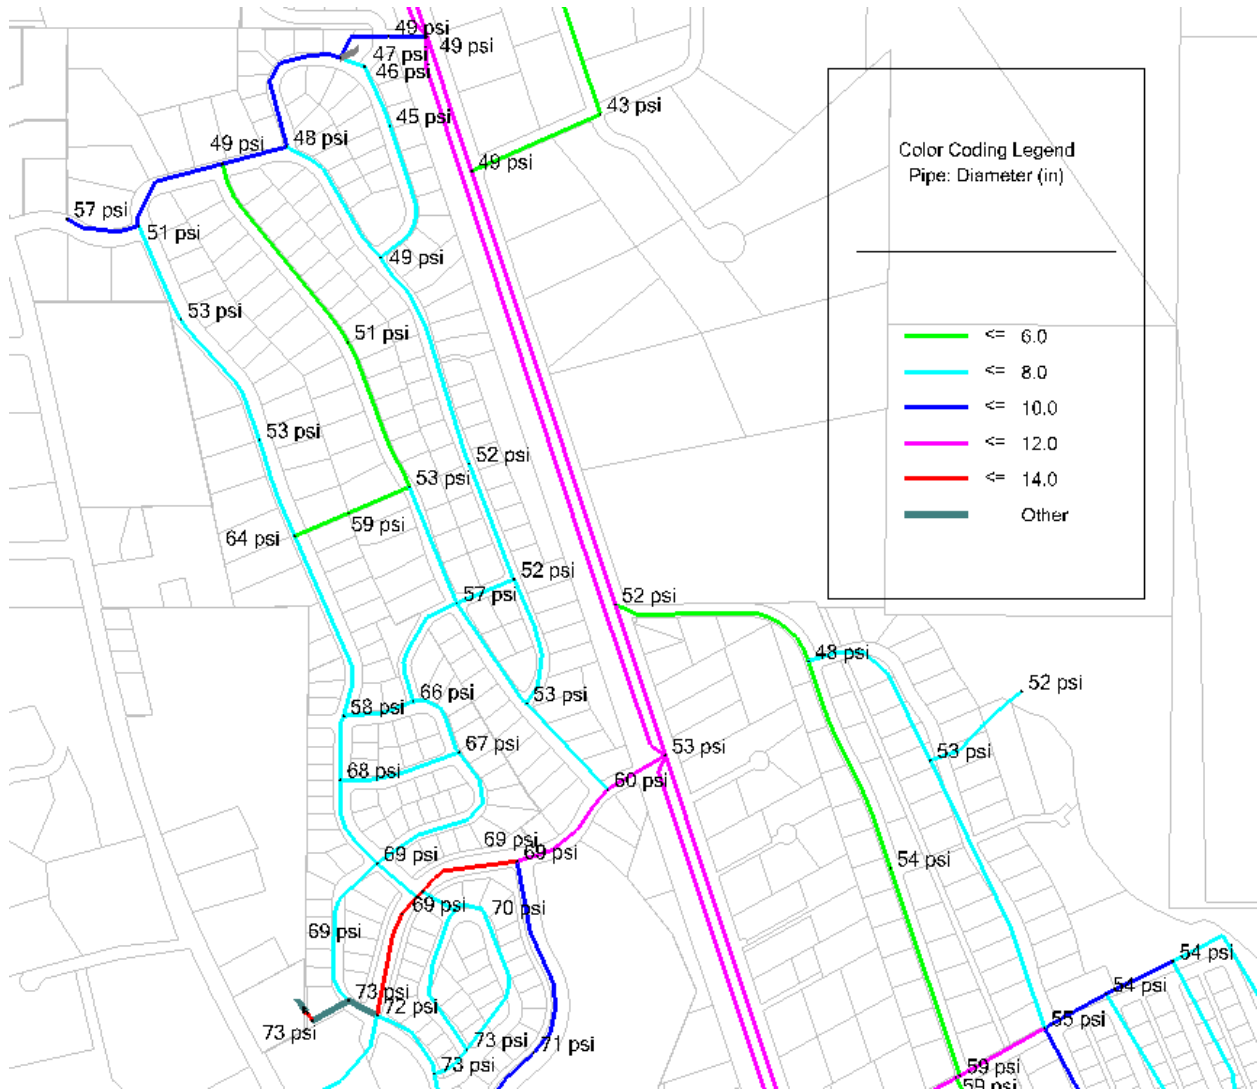 49 psi
49 psi
47 psi
46 psi
43 psi
45 psi
48 psi
49 psi
49 psi
Color Coding Legend
Pipe: Diameter (in)
57 psi
51 psi
49 psi
53 psi
51 psi
<= 6.0
<= 8.0
<= 10.0
<= 12.0
<= 14.0
Other
53 psi
52 psi
53 psi
59 psi
64 psi
52 psi
57 psi
52 psi
48 psi
66 psi
53 psi
52 psi
58 psi
67 psi
53 psi
53 psi
68 psi
60 psi
69 psi
69 psi
69 psi
54 psi
69 psi
70 psi
69 psi
54 psi
54 psi
73 psi
72 psi
55 psi
73 psi
73 psi
71 psi
73 psi
59 psi
59 psi